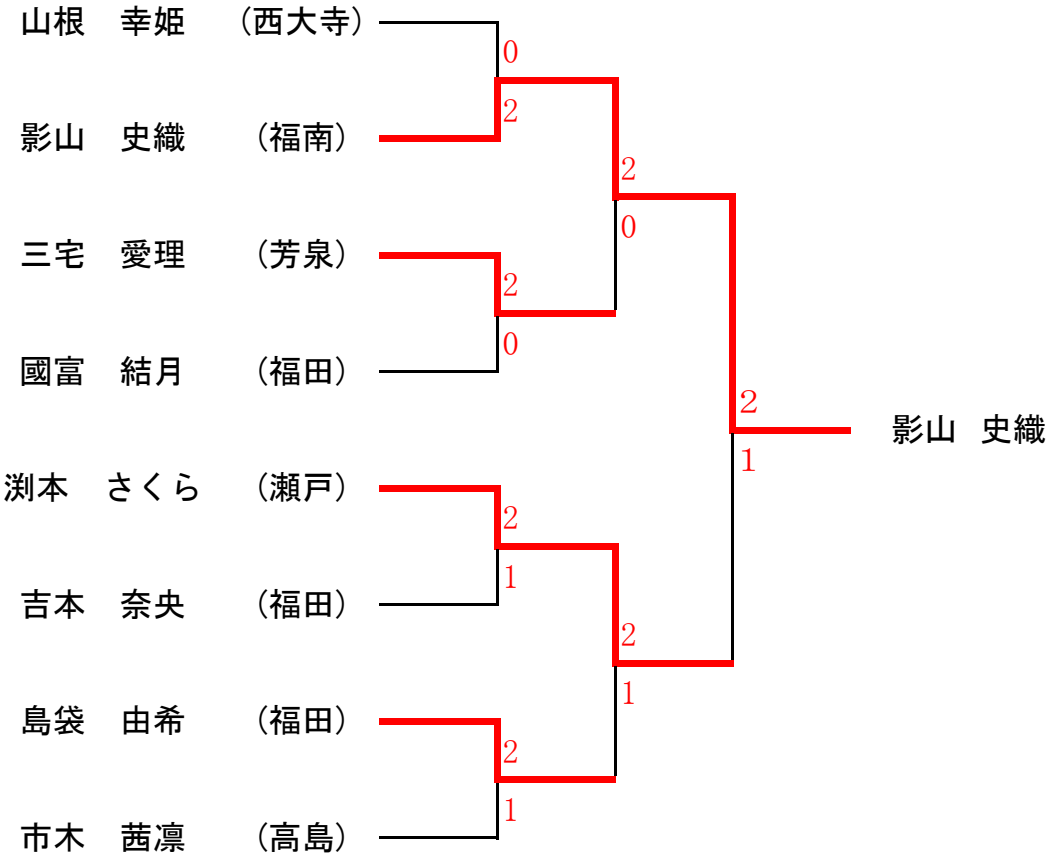 山根　幸姫　（西大寺）
0
2
影山　史織　（福南）
2
0
三宅　愛理　（芳泉）
2
0
國富　結月　（福田）
2
影山　史織
1
渕本　さくら　（瀬戸）
2
1
吉本　奈央　（福田）
2
1
島袋　由希　（福田）
2
1
市木　茜凛　（高島）